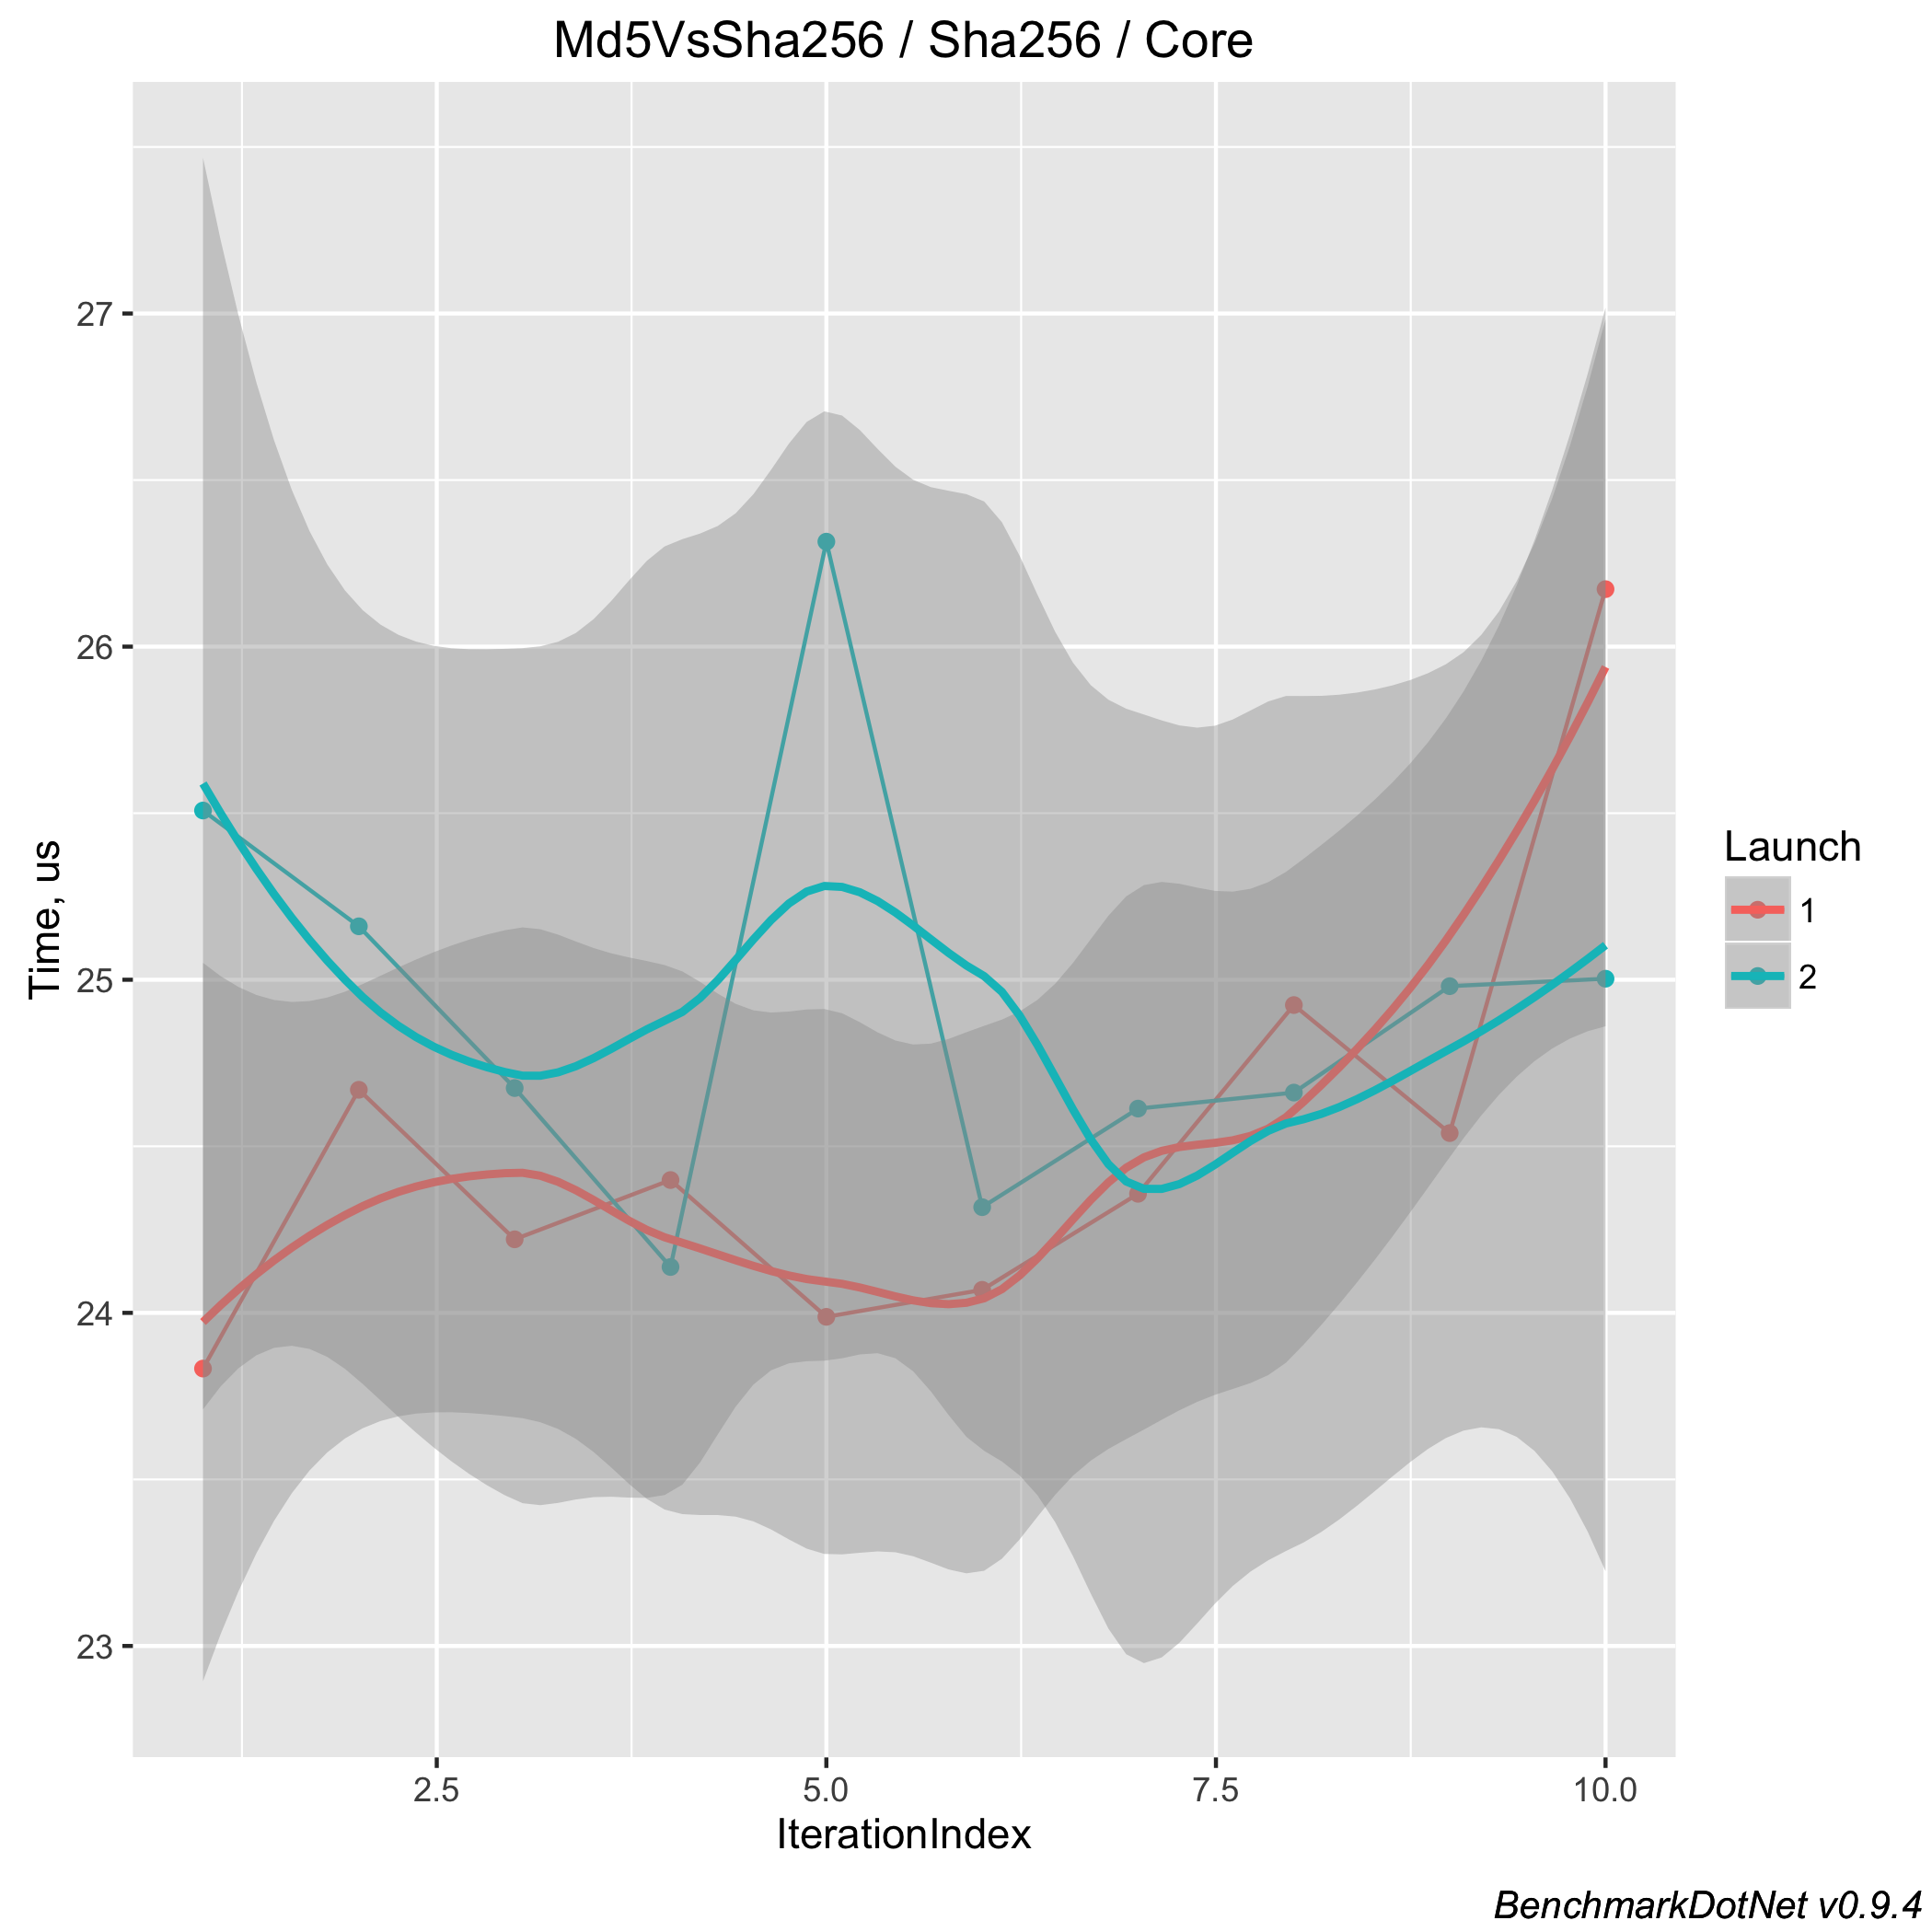 Md5VsSha256 / Sha256 / Core
Time, us
27
26
25
24
23
2.5 5.0 7.5 10.0
IterationIndex
Launch
1
2
BenchmarkDotNet v0.9.4